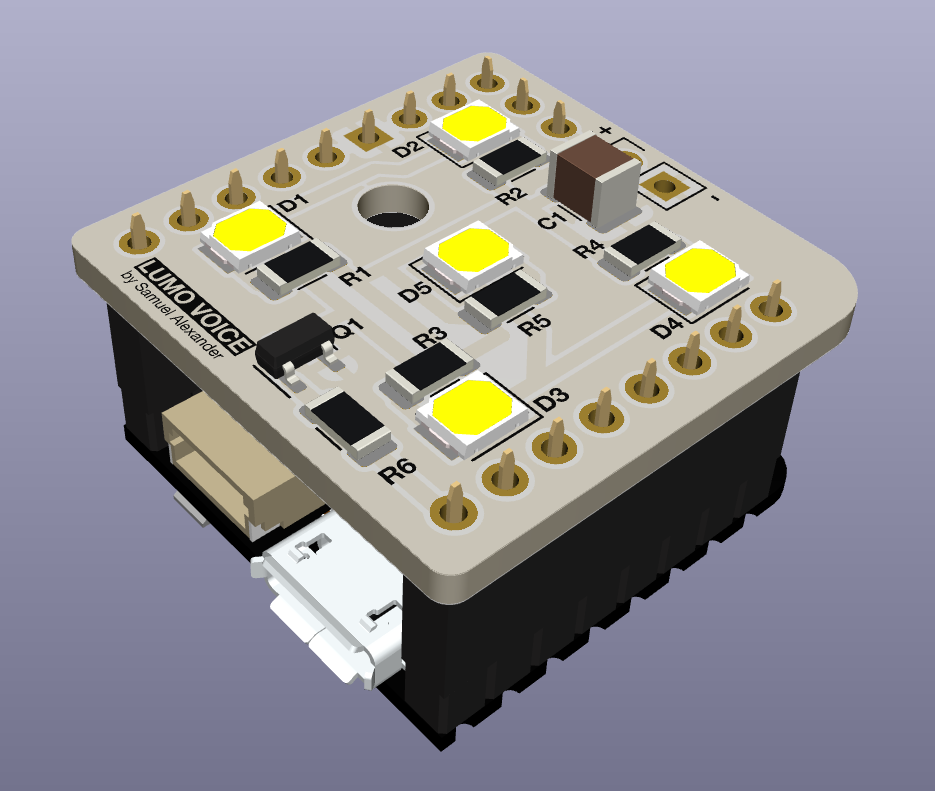 D2
+
-
D1
R2
C1
R4
R1
D5
R5
D4
LUMO VOICE
by Samuel Alexander
Q1
R3
D3
R6